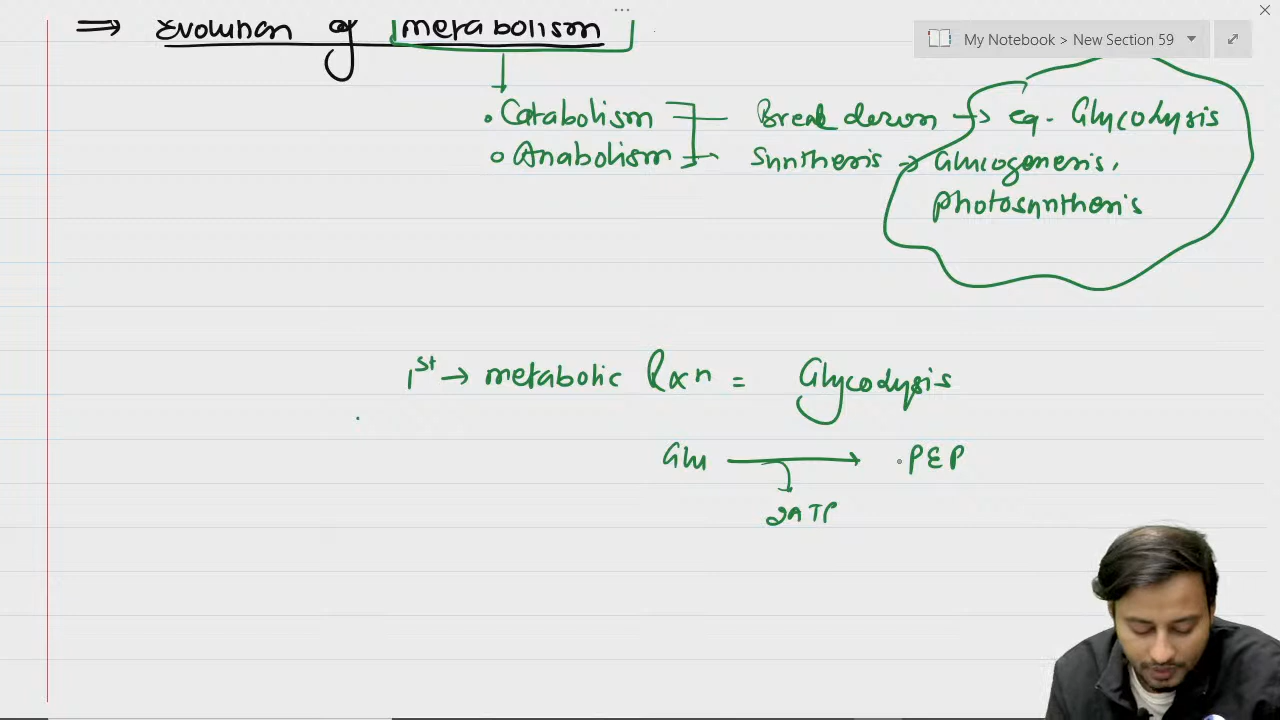 ⇒ Evolution of metabolism
My Notebook > New Section 59
• Catabolism — Break down → eg. Glycolysis
o Anabolism — Synthesis → Glucogenesis,
photosynthesis
1st → metabolic Rxn = Glycolysis
Glu → PEP
2ATP